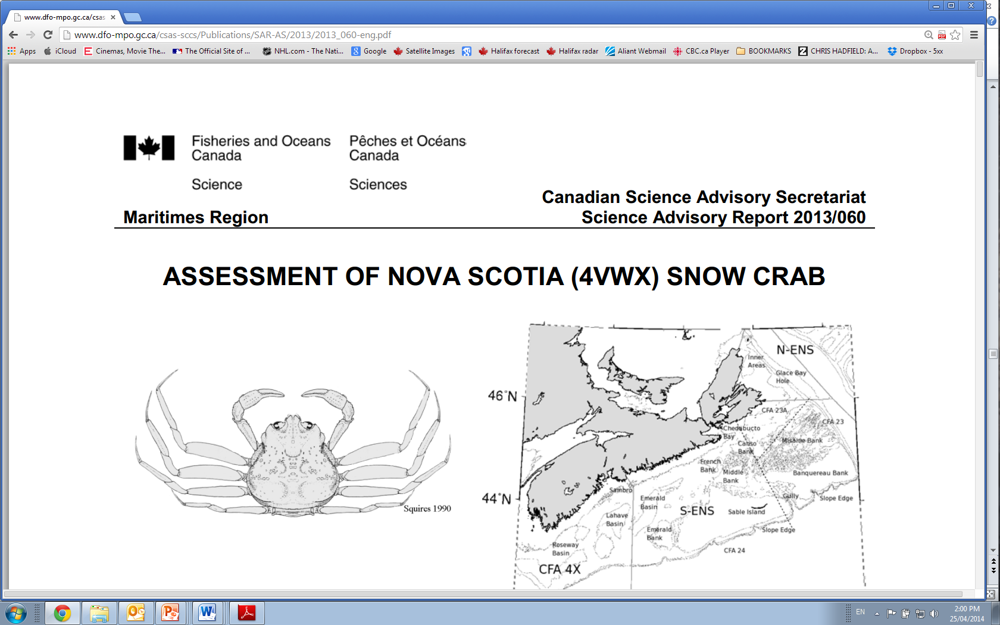 www.dfo-mpo.gc.ca/csas
www.dfo-mpo.gc.ca/csas-sccs/Publications/SAR-AS/2013/2013_060-eng.pdf
Apps iCloud Cinemas, Movie The... The Official Site of ... NHL.com - The Nati... Google Satellite Images Halifax forecast Halifax radar Aliant Webmail CBC.ca Player BOOKMARKS CHRIS HADFIELD: A... Dropbox - 5xx
Fisheries and Oceans
Canada
Pêches et Océans
Canada
Science
Sciences
Canadian Science Advisory Secretariat
Maritimes Region
Science Advisory Report 2013/060
ASSESSMENT OF NOVA SCOTIA (4VWX) SNOW CRAB
Squires 1990
N-ENS
Inner
Areas
Glace Bay
Hole
46°N
CFA 23A
CFA 23
Chedabucto
Bay
Canso
Bank
Misaine Bank
French
Bank
Middle
Bank
Banquereau Bank
44°N
Sambro
Emerald
Basin
Gully
Slope Edge
S-ENS
Sable Island
Lahave
Basin
Emerald
Bank
Slope Edge
Roseway
Basin
CFA 24
CFA 4X
EN
2:00 PM
25/04/2014